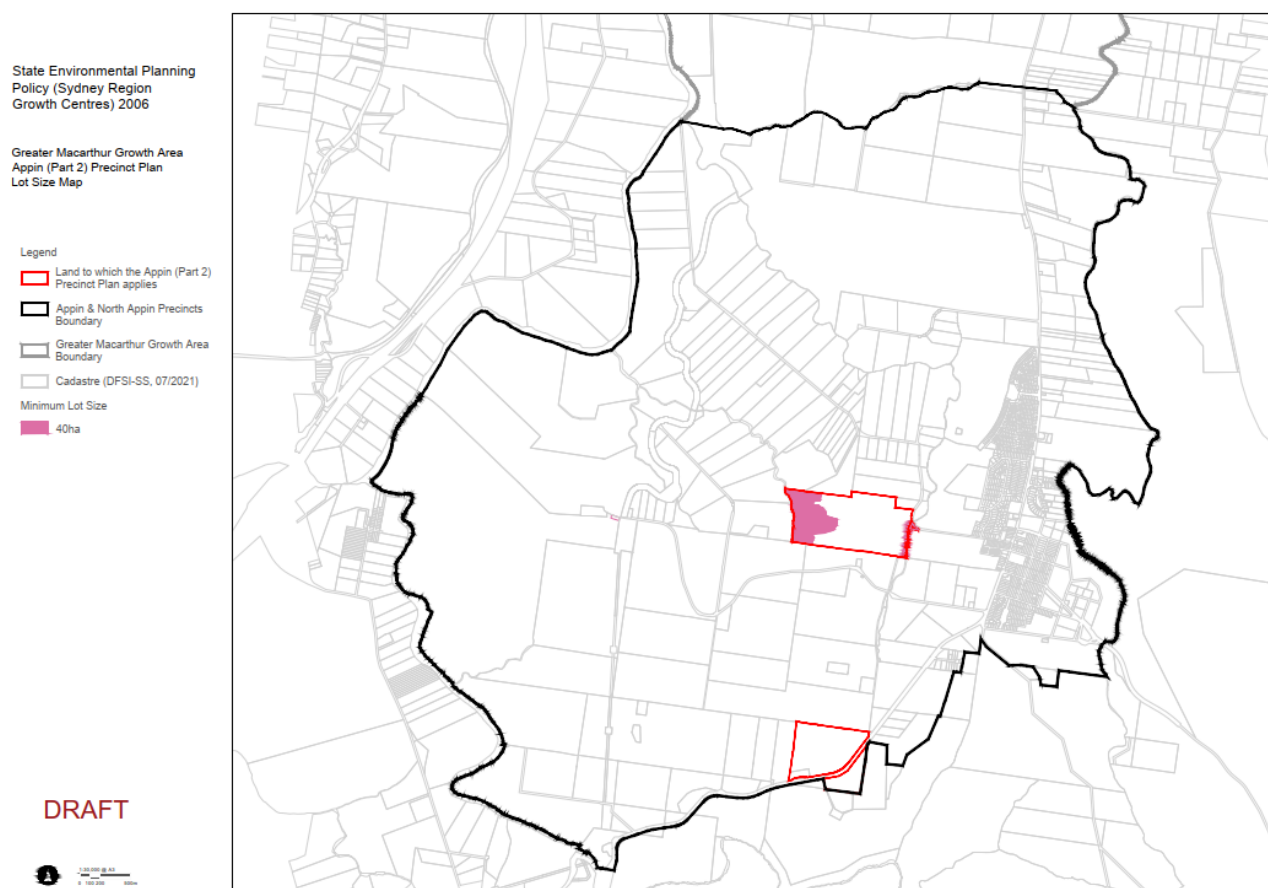 State Environmental Planning
Policy (Sydney Region
Growth Centres) 2006
Greater Macarthur Growth Area
Appin (Part 2) Precinct Plan
Lot Size Map
Legend
Land to which the Appin (Part 2)
Precinct Plan applies
Appin & North Appin Precincts
Boundary
Greater Macarthur Growth Area
Boundary
Cadastre (DFSI-SS, 07/2021)
Minimum Lot Size
40ha
DRAFT